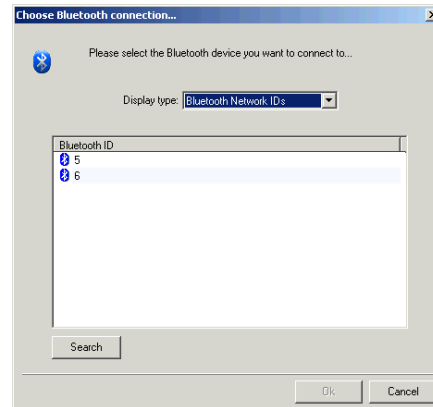 Choose Bluetooth connection...
Please select the Bluetooth device you want to connect to...
Display type: Bluetooth Network IDs
Bluetooth ID
5
6
Search
Ok Cancel